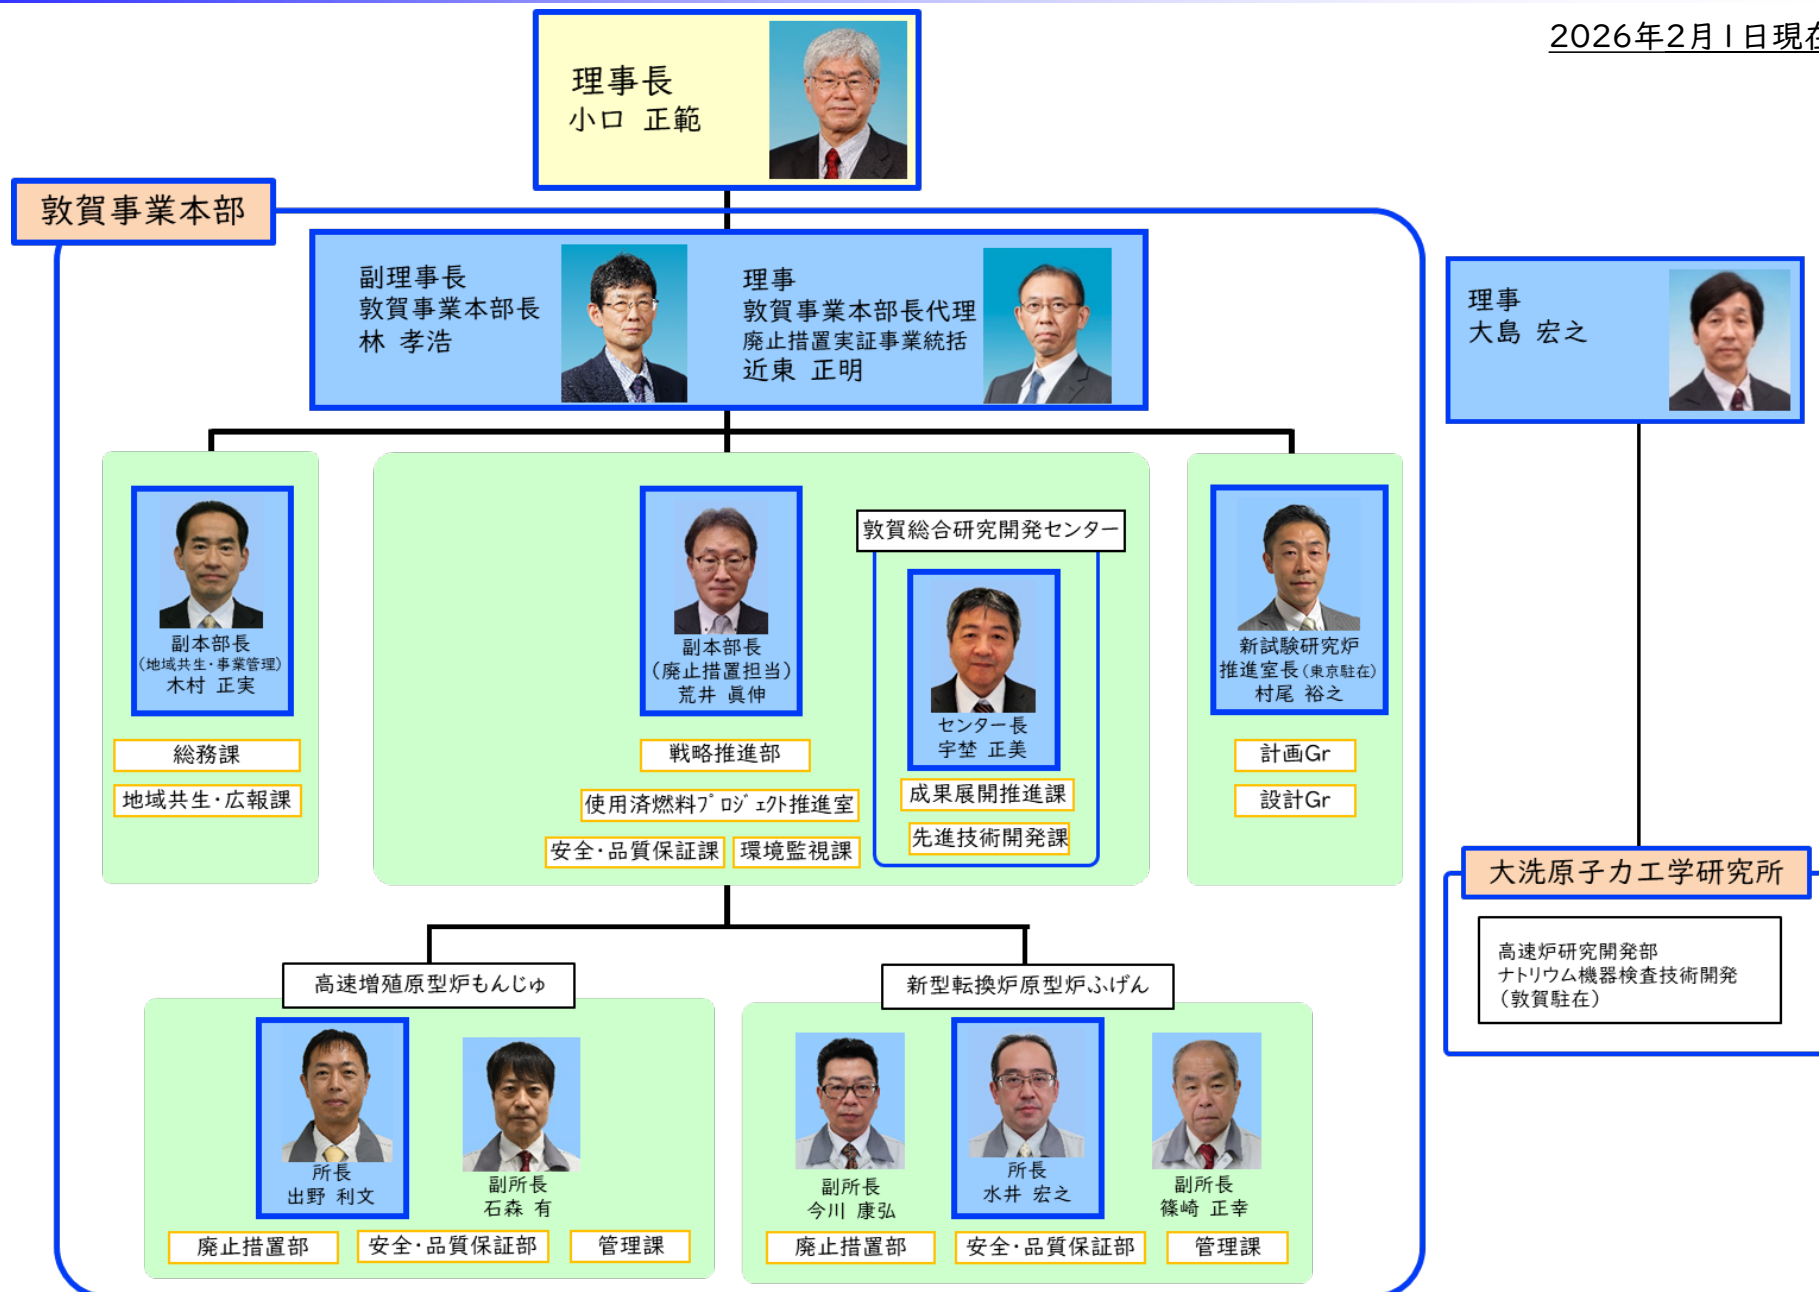 2026年2月1日現在
理事長
小口 正範
敦賀事業本部
副理事長
敦賀事業本部長
林 孝浩
理事
敦賀事業本部長代理
廃止措置実証事業統括
近東 正明
理事
大島 宏之
副本部長
(地域共生・事業管理)
木村 正実
総務課
地域共生・広報課
副本部長
(廃止措置担当)
荒井 眞伸
戦略推進部
使用済燃料プロジェクト推進室
安全・品質保証課
環境監視課
敦賀総合研究開発センター
センター長
宇埜 正美
成果展開推進課
先進技術開発課
新試験研究炉
推進室長(東京駐在)
村尾 裕之
計画Gr
設計Gr
大洗原子力工学研究所
高速炉研究開発部
ナトリウム機器検査技術開発
(敦賀駐在)
高速増殖原型炉もんじゅ
所長
出野 利文
副所長
石森 有
廃止措置部
安全・品質保証部
管理課
新型転換炉原型炉ふげん
副所長
今川 康弘
所長
水井 宏之
副所長
篠崎 正幸
廃止措置部
安全・品質保証部
管理課